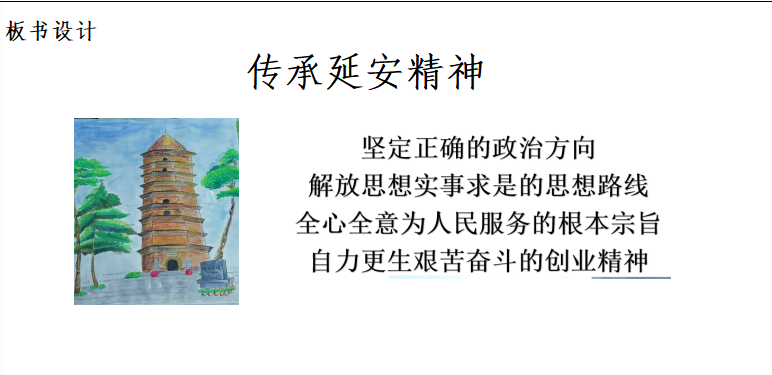 板书设计
传承延安精神
坚定正确的政治方向
解放思想实事求是的思想路线
全心全意为人民服务的根本宗旨
自力更生艰苦奋斗的创业精神